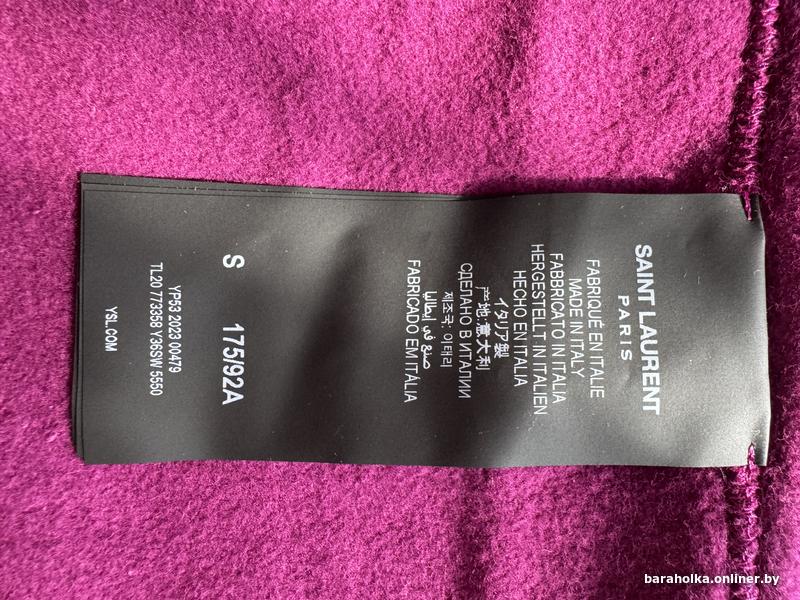 SAINT LAURENT
PARIS
FABRIQUÉ EN ITALIE
MADE IN ITALY
FABBRICATO IN ITALIA
HERGESTELLT IN ITALIEN
HECHO EN ITALIA
イタリア製
产地:意大利
СДЕЛАНО В ИТАЛИИ
제조국: 이태리
صنع في إيطاليا
FABRICADO EM ITÁLIA
S 175/92A
YP53 2023 00479
TL20 773358 Y36SW 5550
YSL.COM
baraholka.onliner.by